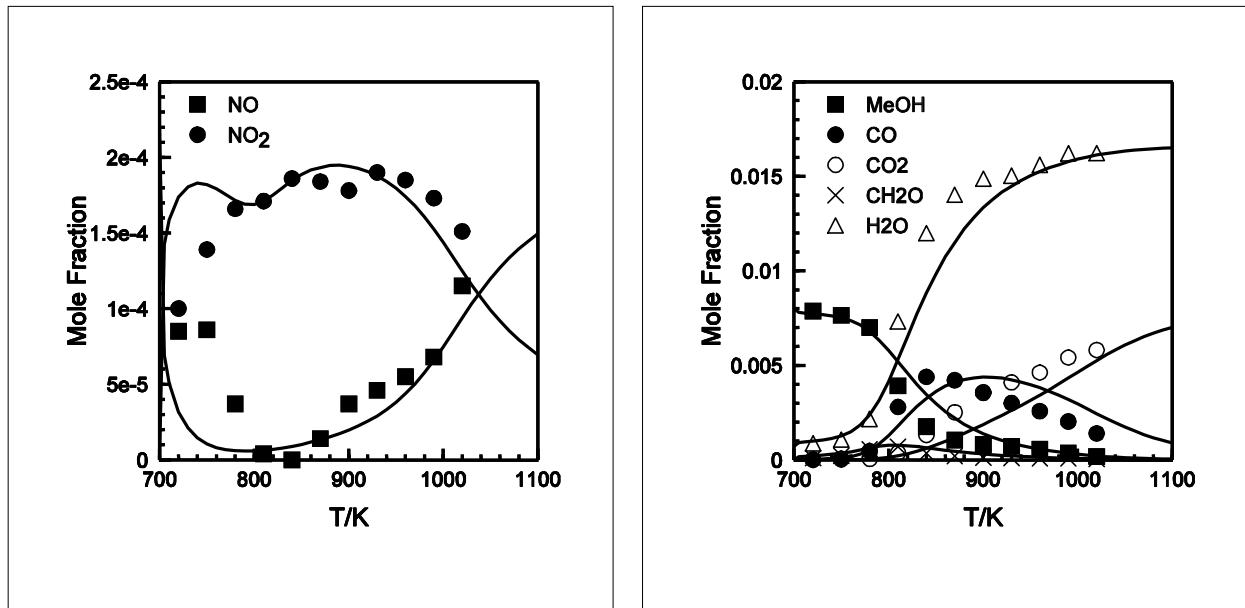 2.5e-4
2e-4
1.5e-4
1e-4
5e-5
0
Mole Fraction
NO
NO2
700 800 900 1000 1100
T/K
0.02
0.015
0.01
0.005
0
Mole Fraction
MeOH
CO
CO2
CH2O
H2O
700 800 900 1000 1100
T/K